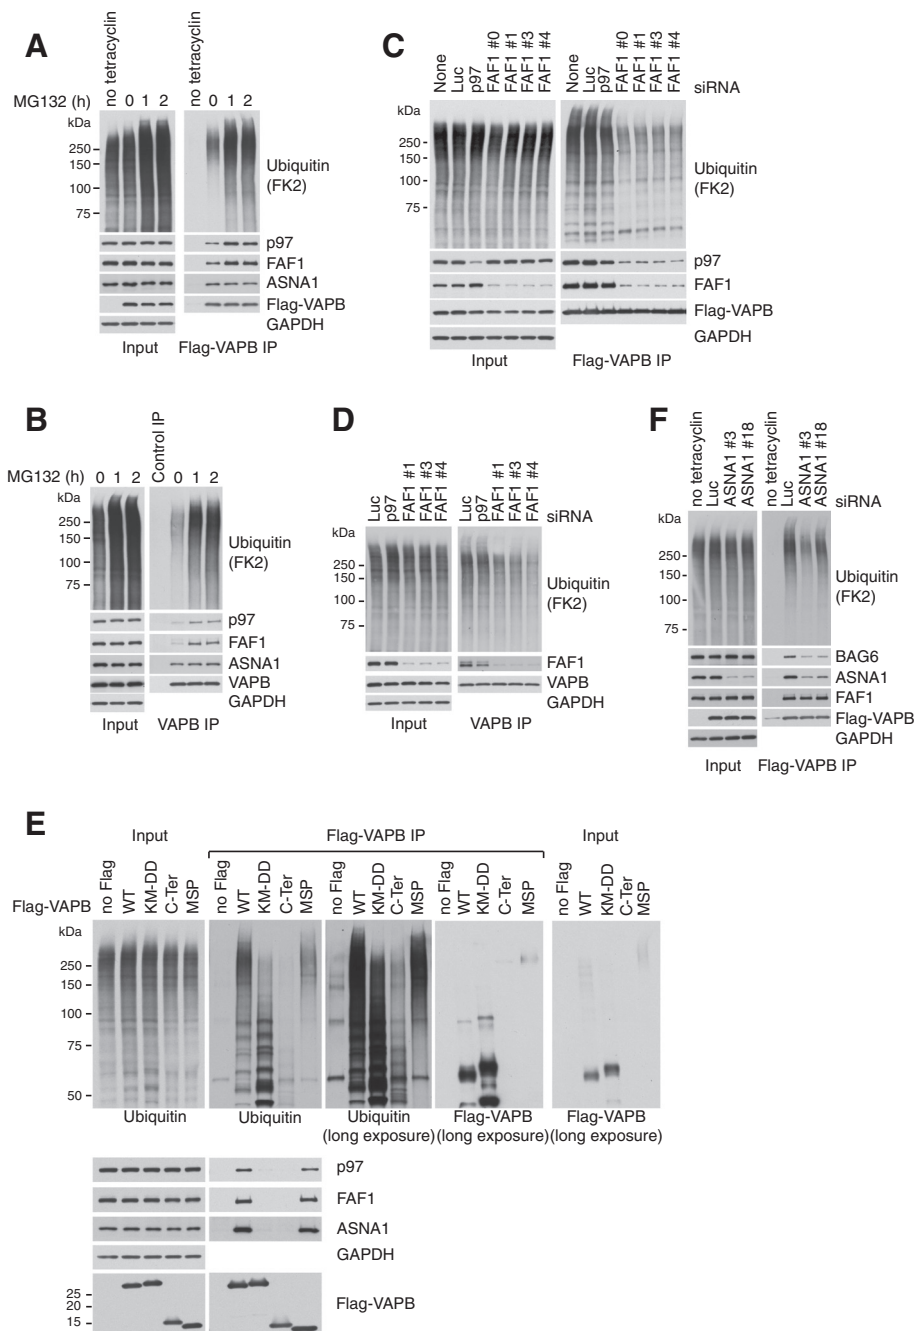 A
no tetracyclin
no tetracyclin
MG132 (h) 0 1 2 0 1 2
kDa
250
150
100
75
Ubiquitin
(FK2)
p97
FAF1
ASNA1
Flag-VAPB
GAPDH
Input Flag-VAPB IP
C
None Luc p97 FAF1 #0 FAF1 #1 FAF1 #3 FAF1 #4
None Luc p97 FAF1 #0 FAF1 #1 FAF1 #3 FAF1 #4
siRNA
kDa
250
150
100
75
Ubiquitin
(FK2)
p97
FAF1
Flag-VAPB
GAPDH
Input Flag-VAPB IP
B
Control IP
MG132 (h) 0 1 2 0 1 2
kDa
250
150
100
75
Ubiquitin
(FK2)
p97
FAF1
ASNA1
VAPB
GAPDH
Input VAPB IP
D
Luc p97 FAF1 #1 FAF1 #3 FAF1 #4
Luc p97 FAF1 #1 FAF1 #3 FAF1 #4
siRNA
kDa
250
150
100
75
Ubiquitin
(FK2)
FAF1
VAPB
GAPDH
Input VAPB IP
F
no tetracyclin Luc ASNA1 #3 ASNA1 #18
no tetracyclin Luc ASNA1 #3 ASNA1 #18
siRNA
kDa
250
150
100
75
Ubiquitin
(FK2)
BAG6
ASNA1
FAF1
Flag-VAPB
GAPDH
Input Flag-VAPB IP
E
Input Flag-VAPB IP Input
Flag-VAPB
no Flag WT KM-DD C-Ter MSP
no Flag WT KM-DD C-Ter MSP
no Flag WT KM-DD C-Ter MSP
no Flag WT KM-DD C-Ter MSP
no Flag WT KM-DD C-Ter MSP
kDa
250
150
100
75
50
Ubiquitin
Ubiquitin
Ubiquitin
(long exposure)
Flag-VAPB
(long exposure)
Flag-VAPB
(long exposure)
p97
FAF1
ASNA1
GAPDH
25
20
15
Flag-VAPB